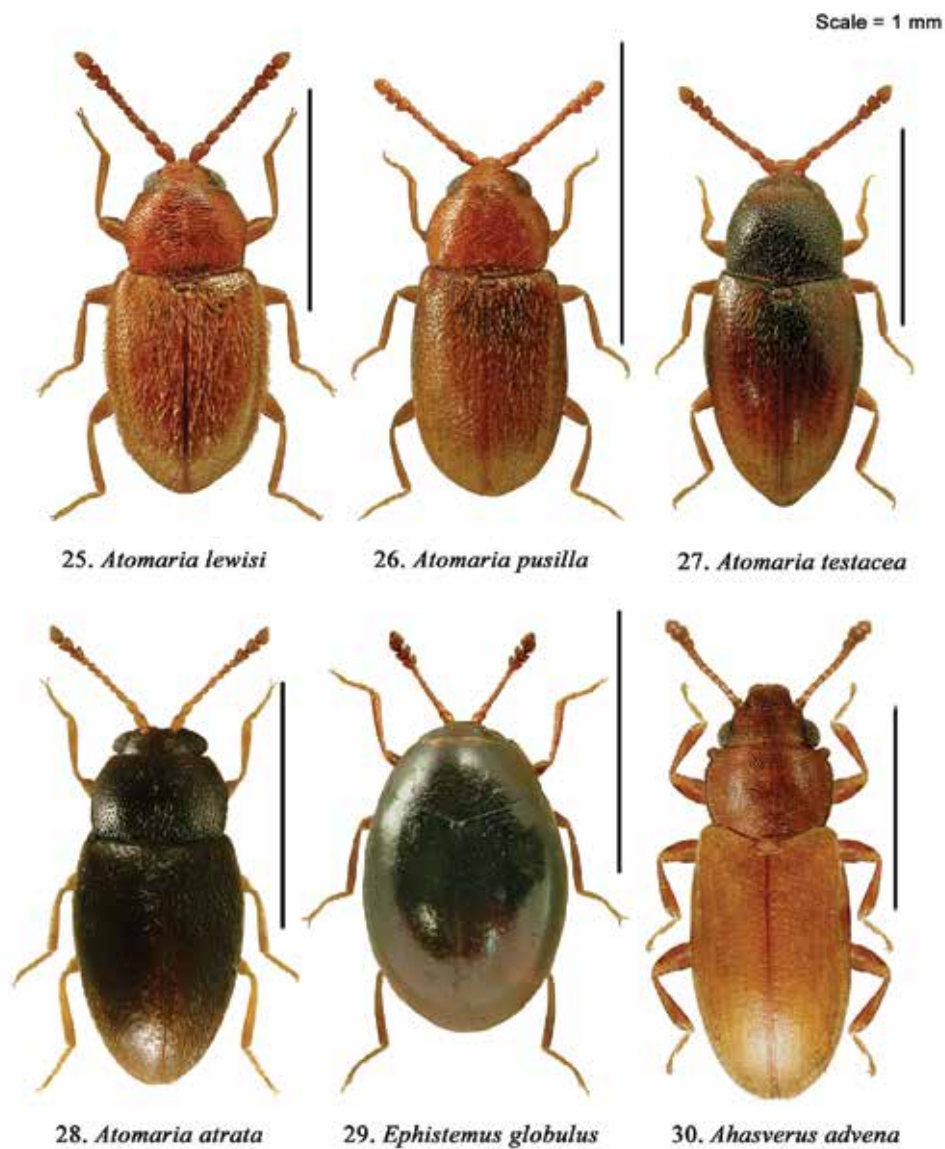 Scale = 1 mm
25. Atomaria lewisi
26. Atomaria pusilla
27. Atomaria testacea
28. Atomaria atrata
29. Ephistemus globulus
30. Ahasverus advena